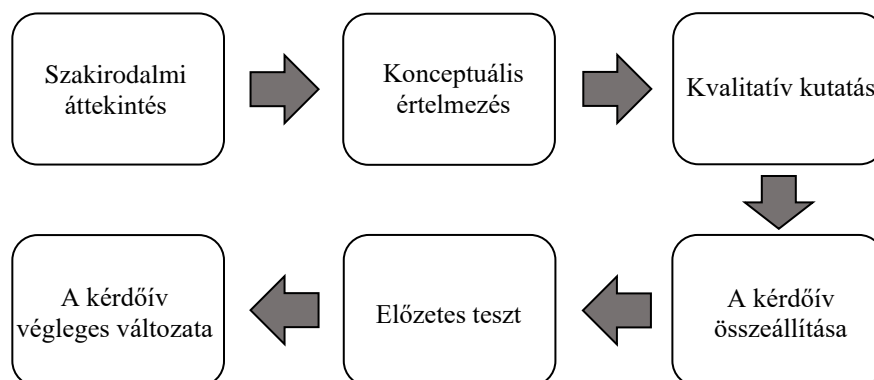 Szakirodalmi
áttekintés
Konceptuális
értelmezés
Kvalitatív kutatás
A kérdőív
összeállítása
Előzetes teszt
A kérdőív
végleges változata